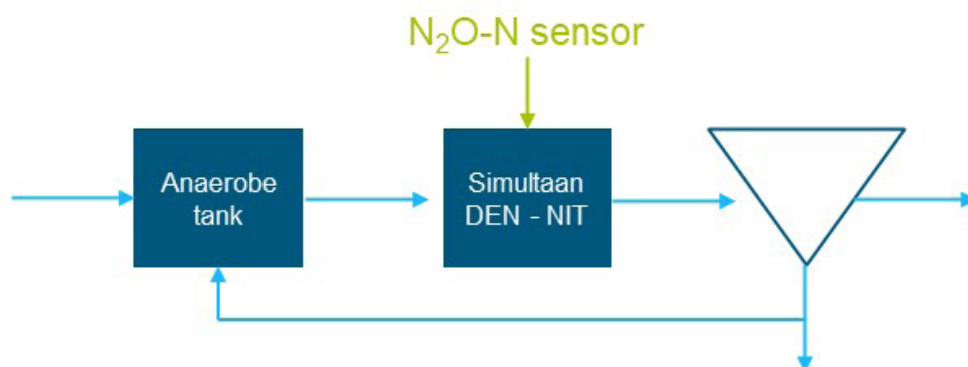 N₂O-N sensor
Anaerobe
tank
Simultaan
DEN - NIT